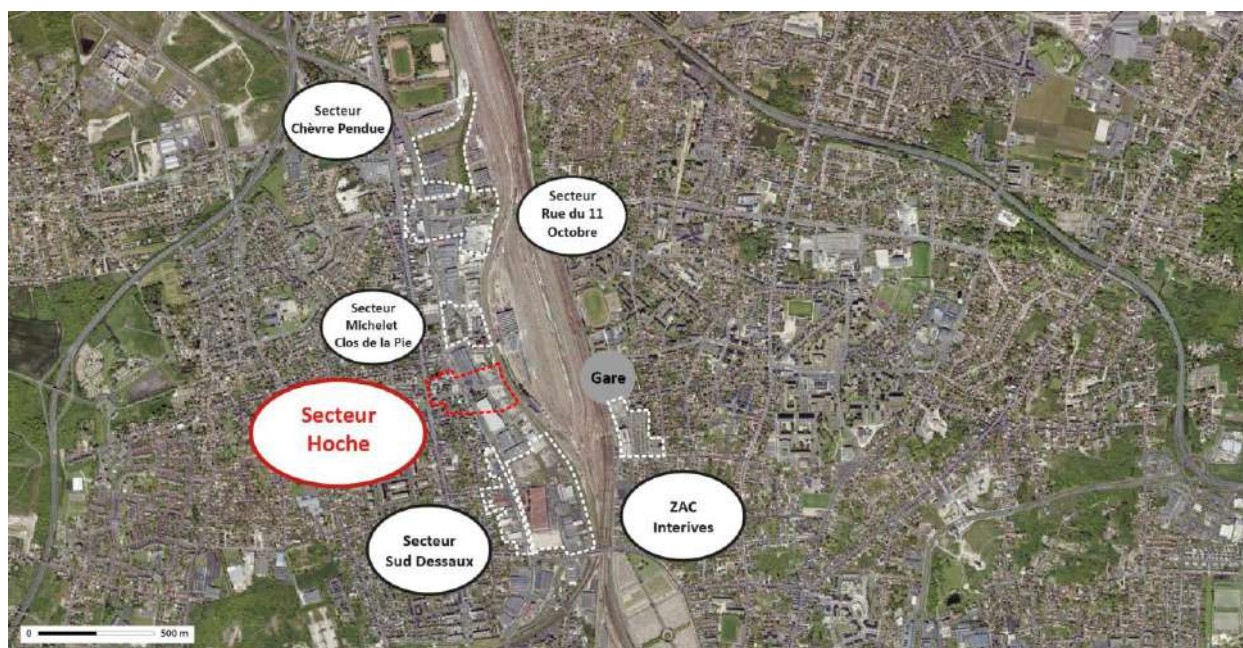 Secteur
Chèvre Pendue
Secteur
Rue du 11
Octobre
Secteur
Michelet
Clos de la Pie
Gare
Secteur
Hoche
ZAC
Interives
Secteur
Sud Dessaux
0 500 m